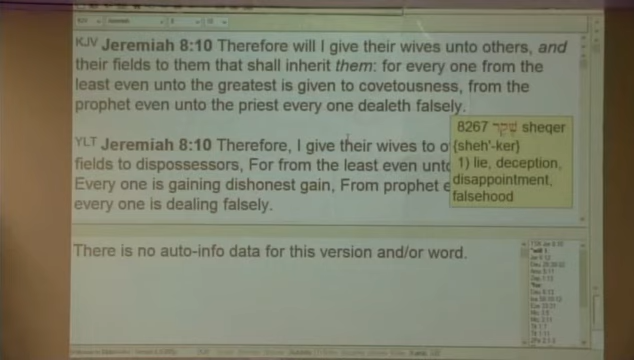 KJV Jeremiah 8:10 Therefore will I give their wives unto others, and
their fields to them that shall inherit them: for every one from the
least even unto the greatest is given to covetousness, from the
prophet even unto the priest every one dealeth falsely.
YLT Jeremiah 8:10 Therefore, I give their wives to o
fields to dispossessors, For from the least even unto
Every one is gaining dishonest gain, From prophet e
every one is dealing falsely.
8267 שֶׁקֶר sheqer
{sheh'-ker}
1) lie, deception,
disappointment,
falsehood
There is no auto-info data for this version and/or word.